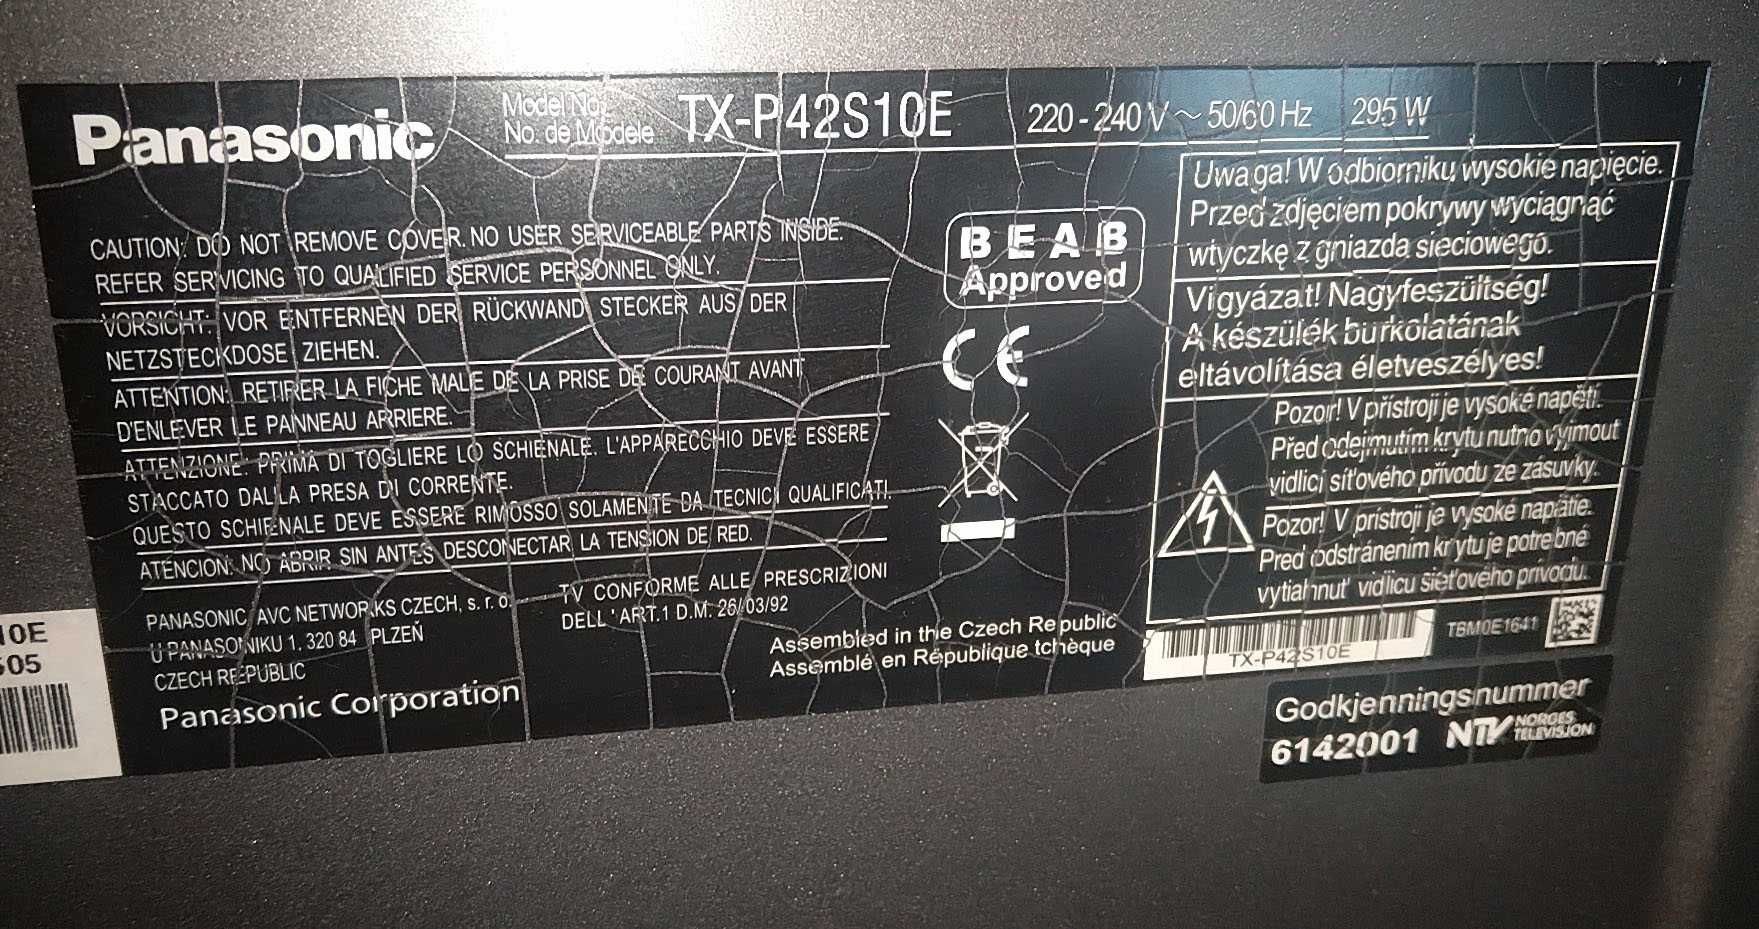 Panasonic
Model No.
No. de Modele
TX-P42S10E
220 - 240 V ~ 50/60 Hz 295 W
CAUTION: DO NOT REMOVE COVER. NO USER SERVICEABLE PARTS INSIDE.
REFER SERVICING TO QUALIFIED SERVICE PERSONNEL ONLY.
VORSICHT: VOR ENTFERNEN DER RÜCKWAND STECKER AUS DER
NETZSTECKDOSE ZIEHEN.
ATTENTION: RETIRER LA FICHE MALE DE LA PRISE DE COURANT AVANT
D'ENLEVER LE PANNEAU ARRIERE.
ATTENZIONE: PRIMA DI TOGLIERE LO SCHIENALE. L'APPARECCHIO DEVE ESSERE
STACCATO DALLA PRESA DI CORRENTE.
QUESTO SCHIENALE DEVE ESSERE RIMOSSO SOLAMENTE DA TECNICI QUALIFICATI.
ATENCION: NO ABRIR SIN ANTES DESCONECTAR LA TENSION DE RED.
PANASONIC AVC NETWORKS CZECH, s. r. o.
U PANASONIKU 1, 320 84 PLZEŇ
CZECH REPUBLIC
Panasonic Corporation
TV CONFORME ALLE PRESCRIZIONI
DELL 'ART.1 D.M. 26/03/92
Assembled in the Czech Republic
Assemblé en République tchèque
BEAB
Approved
CE
Uwaga! W odbiorniku wysokie napięcie.
Przed zdjęciem pokrywy wyciągnąć
wtyczkę z gniazda sieciowego.
Vigyázat! Nagyfeszültség!
A készülék burkolatának
eltávolítása életveszélyes!
Pozor! V přístroji je vysoké napětí.
Před odejmutím krytu nutno vyjmout
vidlici síťového přívodu ze zásuvky.
Pozor! V prístroji je vysoké napätie.
Pred odstránením krytu je potrebné
vytiahnuť vidlicu sieťového prívodu.
TX-P42S10E
TBM0E1641
Godkjenningsnummer
6142001 NTV NORGES
TELEVISJON
10E
505